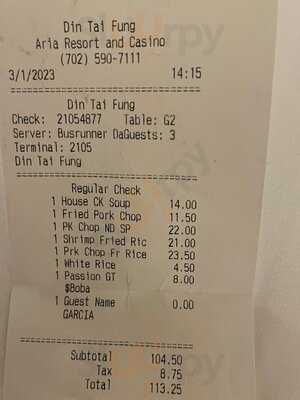 Din Tai Fung
Aria Resort and Casino
(702) 590-7111
3/1/2023 14:15
Din Tai Fung
Check: 21054877 Table: G2
Server: Busrunner DaGuests: 3
Terminal: 2105
Din Tai Fung
Regular Check
1 House CK Soup 14.00
1 Fried Pork Chop 11.50
1 PK Chop ND SP 22.00
1 Shrimp Fried Ric 21.00
1 Prk Chop Fr Rice 23.50
1 White Rice 4.50
1 Passion GT 8.00
$Boba
1 Guest Name 0.00
GARCIA
Subtotal 104.50
Tax 8.75
Total 113.25